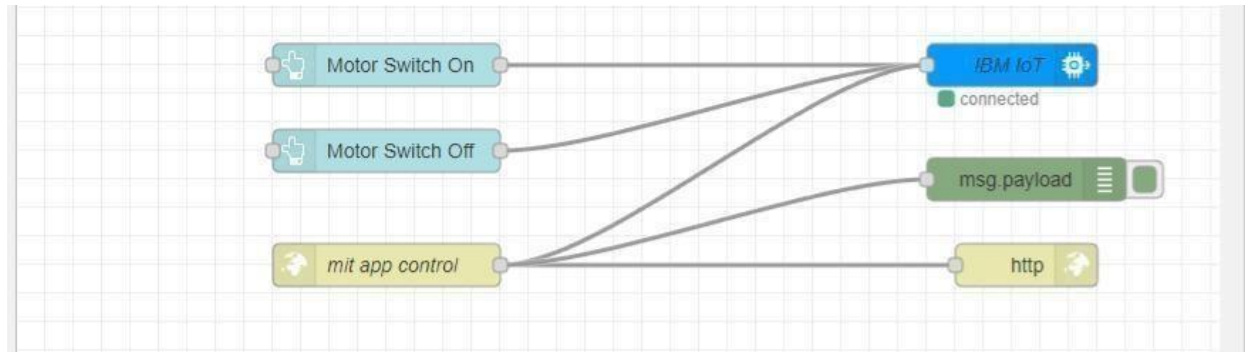 Motor Switch On
IBM IoT
connected
Motor Switch Off
msg.payload
mit app control
http